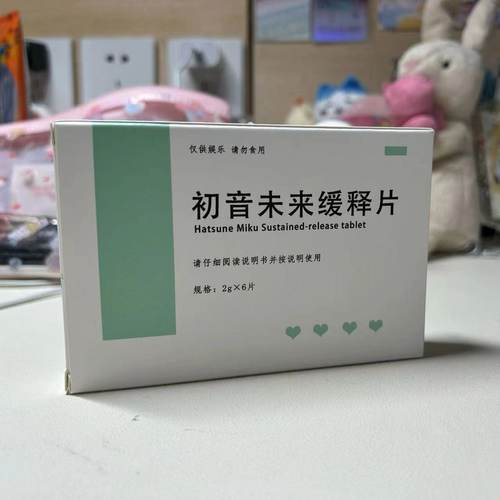 仅供娱乐 请勿食用
初音未来缓释片
Hatsune Miku Sustained-release tablet
请仔细阅读说明书并按说明使用
规格：2g×6片